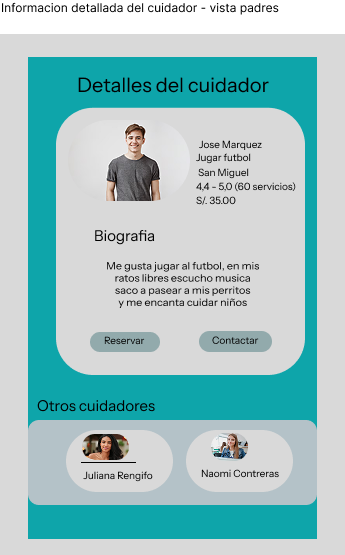 Informacion detallada del cuidador - vista padres
Detalles del cuidador
Jose Marquez
Jugar futbol
San Miguel
4,4 - 5,0 (60 servicios)
S/. 35.00
Biografia
Me gusta jugar al futbol, en mis
ratos libres escucho musica
saco a pasear a mis perritos
y me encanta cuidar niños
Reservar
Contactar
Otros cuidadores
Juliana Rengifo
Naomi Contreras